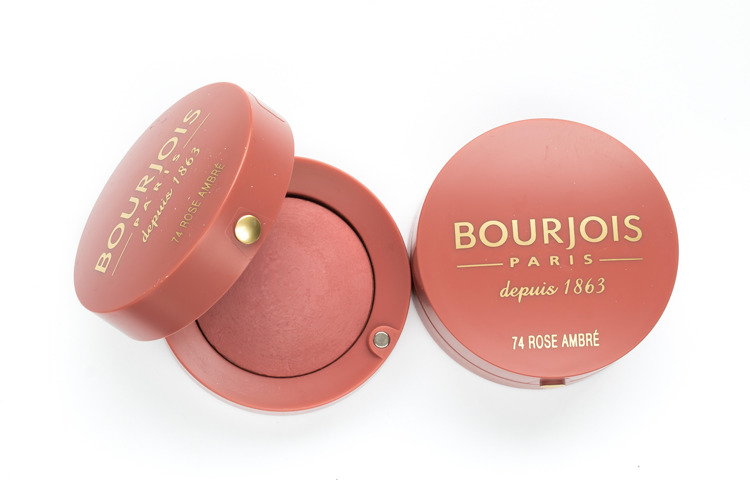 BOURJOIS
PARIS
depuis 1863
74 ROSE AMBRÉ
BOURJOIS
PARIS
depuis 1863
74 ROSE AMBRÉ